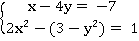 x − 4y = −7
2x² − (3 − y²) = 1